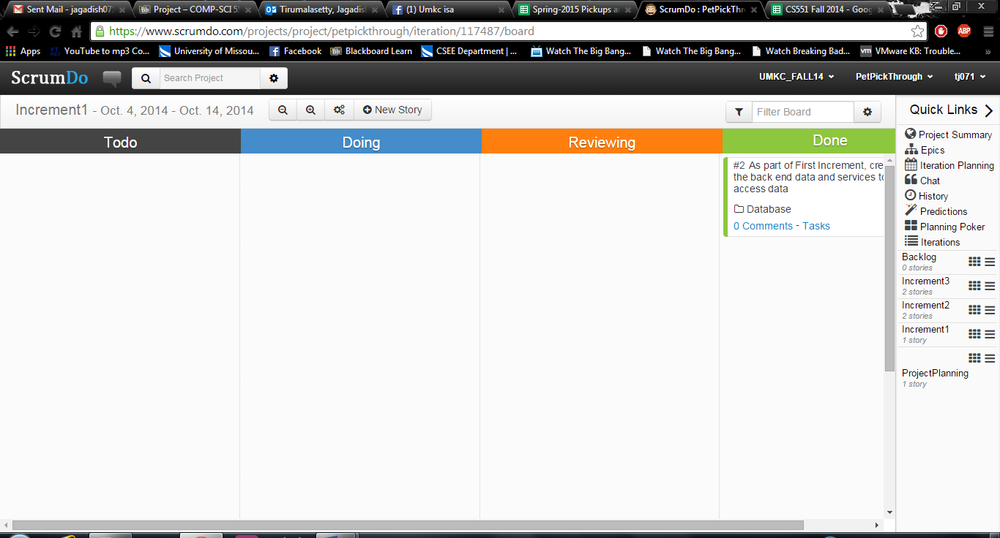 Sent Mail - jagadish07
Project – COMP-SCI 55
Tirumalasetty, Jagadis
(1) Umkc isa
Spring-2015 Pickups a
ScrumDo : PetPickThr
CS551 Fall 2014 - Goog
https://www.scrumdo.com/projects/project/petpickthrough/iteration/117487/board
ABP
Apps
YouTube to mp3 Co...
University of Missou...
Facebook
Blackboard Learn
CSEE Department | ...
Watch The Big Bang...
Watch The Big Bang...
Watch Breaking Bad...
VMware KB: Trouble...
»
ScrumDo
Search Project
UMKC_FALL14
PetPickThrough
tj071
Increment1 - Oct. 4, 2014 - Oct. 14, 2014
New Story
Filter Board
Quick Links
Todo
Doing
Reviewing
Done
#2 As part of First Increment, cre
the back end data and services to
access data
Database
0 Comments - Tasks
Project Summary
Epics
Iteration Planning
Chat
History
Predictions
Planning Poker
Iterations
Backlog
0 stories
Increment3
2 stories
Increment2
2 stories
Increment1
1 story
ProjectPlanning
1 story